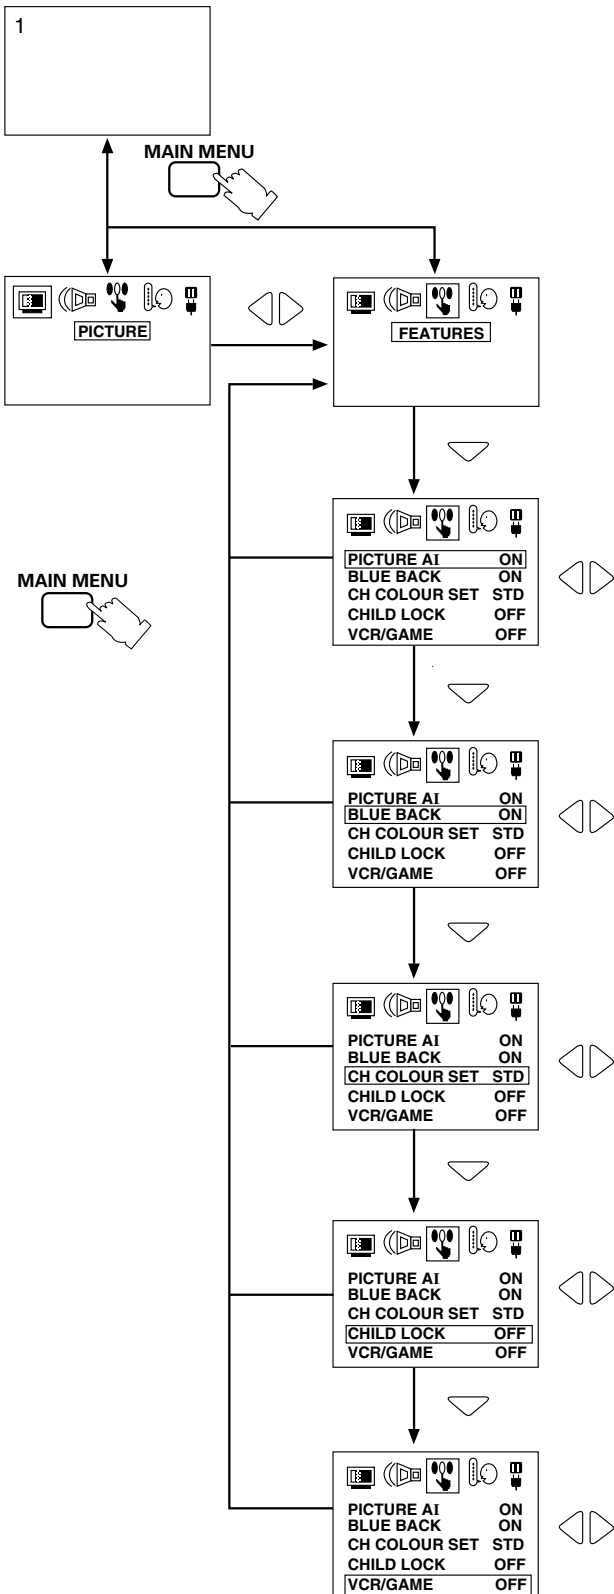 1
MAIN MENU
PICTURE
FEATURES
PICTURE AI ON
BLUE BACK ON
CH COLOUR SET STD
CHILD LOCK OFF
VCR/GAME OFF
MAIN MENU
PICTURE AI ON
BLUE BACK ON
CH COLOUR SET STD
CHILD LOCK OFF
VCR/GAME OFF
PICTURE AI ON
BLUE BACK ON
CH COLOUR SET STD
CHILD LOCK OFF
VCR/GAME OFF
PICTURE AI ON
BLUE BACK ON
CH COLOUR SET STD
CHILD LOCK OFF
VCR/GAME OFF
PICTURE AI ON
BLUE BACK ON
CH COLOUR SET STD
CHILD LOCK OFF
VCR/GAME OFF